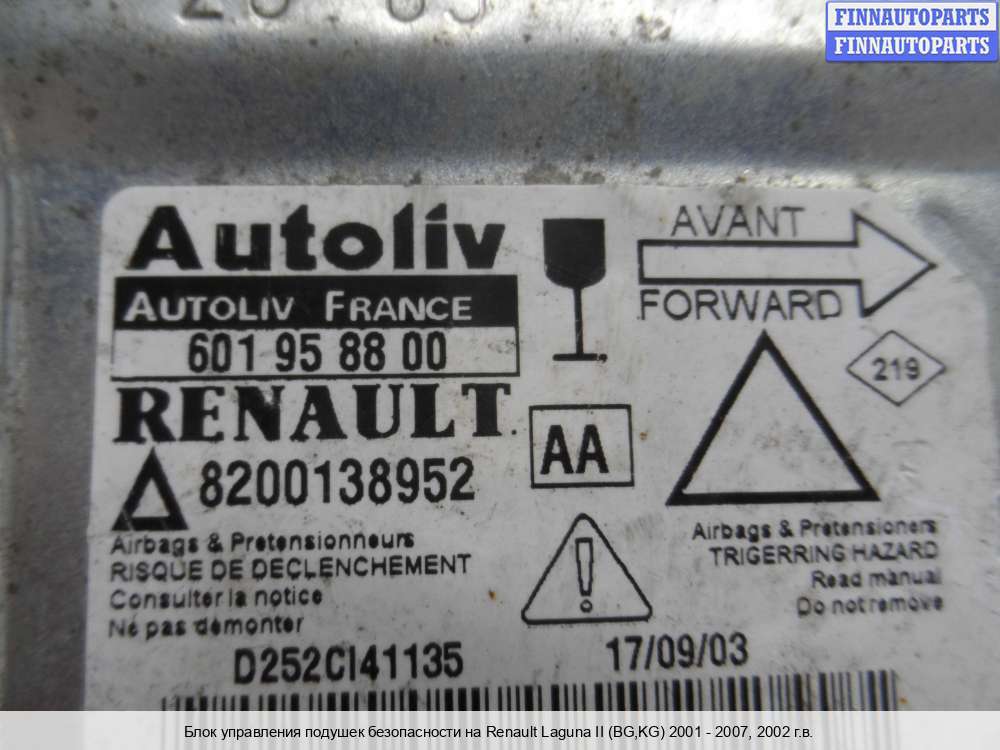 FINNAUTOPARTS
FINNAUTOPARTS
Autoliv
AUTOLIV FRANCE
601 95 88 00
RENAULT
8200138952
AVANT
FORWARD
219
AA
Airbags & Pretensionneurs
RISQUE DE DECLENCHEMENT
Consulter la notice
Ne pas démonter
Airbags & Pretensioners
TRIGERRING HAZARD
Read manual
Do not remove
D252CI41135
17/09/03
Блок управления подушек безопасности на Renault Laguna II (BG,KG) 2001 - 2007, 2002 г.в.